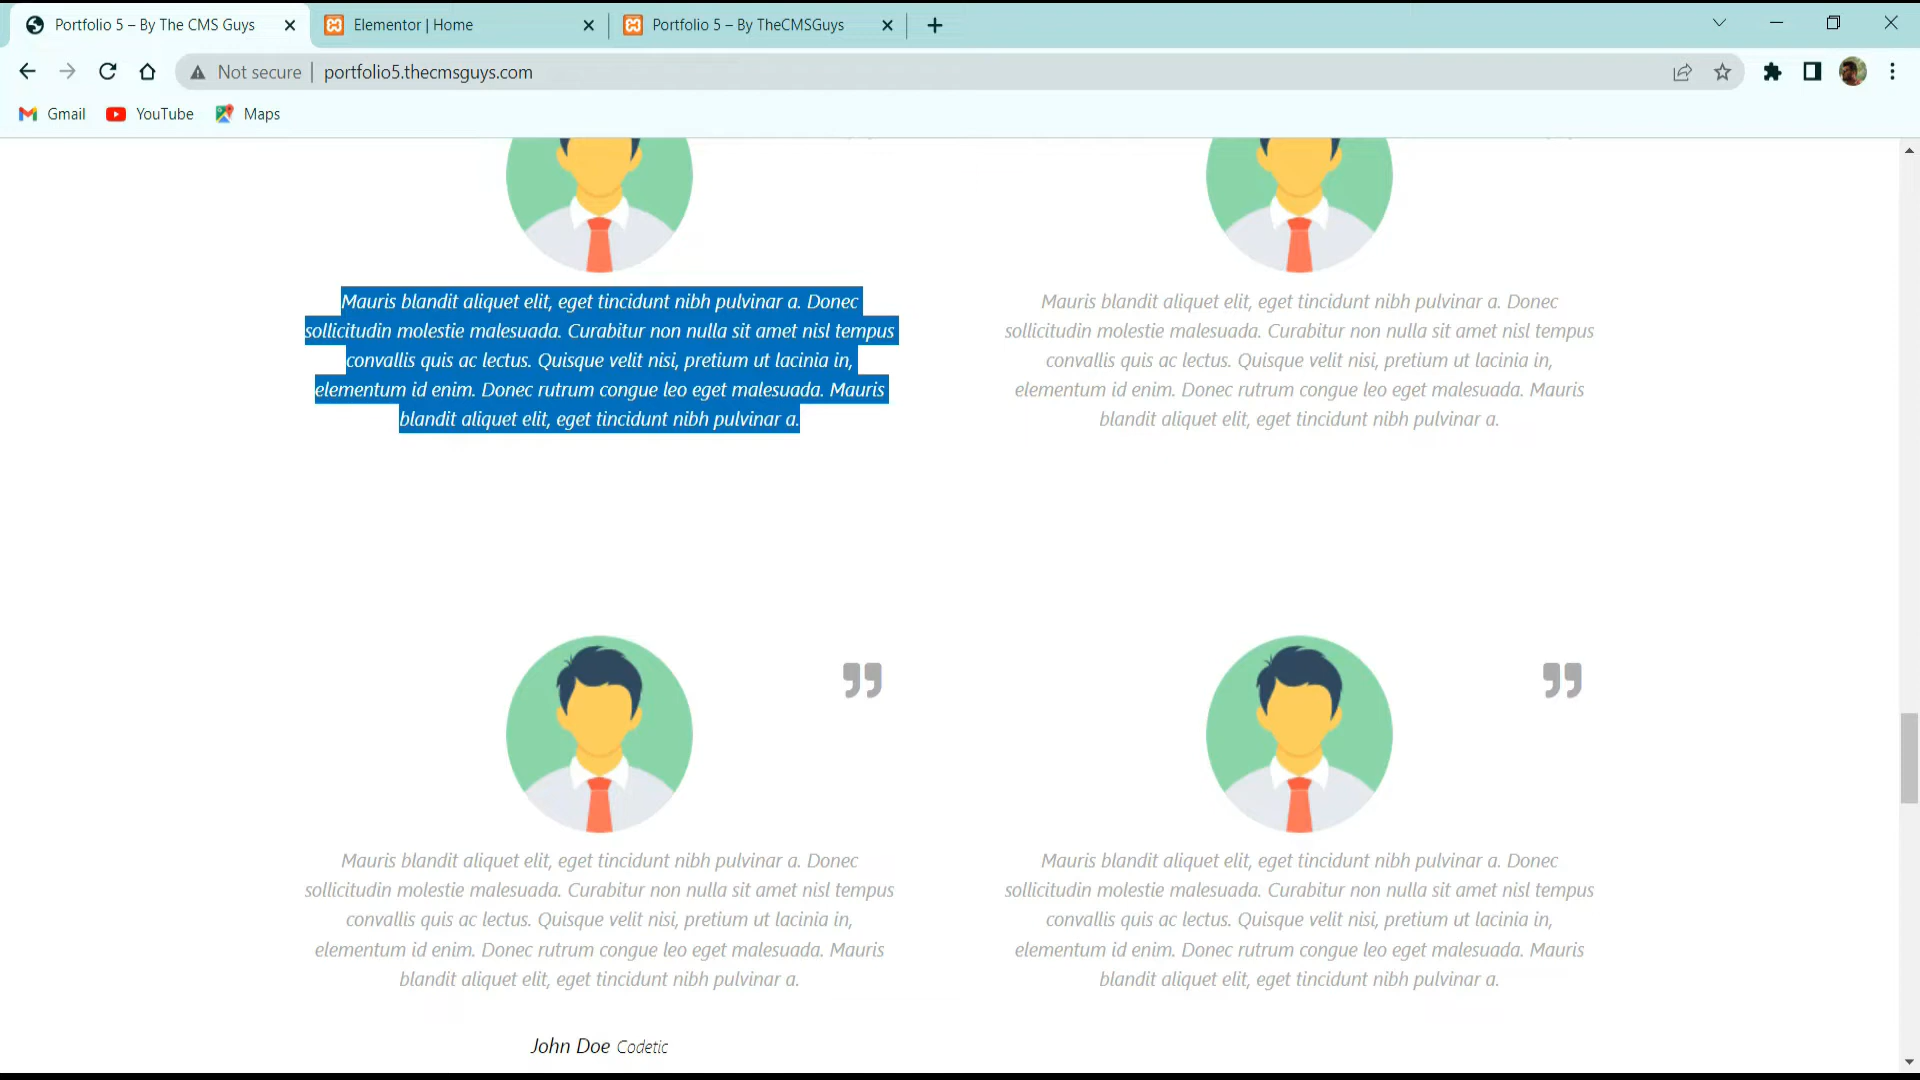 Portfolio 5 – By The CMS Guys
Elementor | Home
Portfolio 5 – By TheCMSGuys
Not secure
portfolio5.thecmsguys.com
Gmail
YouTube
Maps
Mauris blandit aliquet elit, eget tincidunt nibh pulvinar a. Donec
sollicitudin molestie malesuada. Curabitur non nulla sit amet nisl tempus
convallis quis ac lectus. Quisque velit nisi, pretium ut lacinia in,
elementum id enim. Donec rutrum congue leo eget malesuada. Mauris
blandit aliquet elit, eget tincidunt nibh pulvinar a.
Mauris blandit aliquet elit, eget tincidunt nibh pulvinar a. Donec
sollicitudin molestie malesuada. Curabitur non nulla sit amet nisl tempus
convallis quis ac lectus. Quisque velit nisi, pretium ut lacinia in,
elementum id enim. Donec rutrum congue leo eget malesuada. Mauris
blandit aliquet elit, eget tincidunt nibh pulvinar a.
Mauris blandit aliquet elit, eget tincidunt nibh pulvinar a. Donec
sollicitudin molestie malesuada. Curabitur non nulla sit amet nisl tempus
convallis quis ac lectus. Quisque velit nisi, pretium ut lacinia in,
elementum id enim. Donec rutrum congue leo eget malesuada. Mauris
blandit aliquet elit, eget tincidunt nibh pulvinar a.
John Doe Codetic
Mauris blandit aliquet elit, eget tincidunt nibh pulvinar a. Donec
sollicitudin molestie malesuada. Curabitur non nulla sit amet nisl tempus
convallis quis ac lectus. Quisque velit nisi, pretium ut lacinia in,
elementum id enim. Donec rutrum congue leo eget malesuada. Mauris
blandit aliquet elit, eget tincidunt nibh pulvinar a.